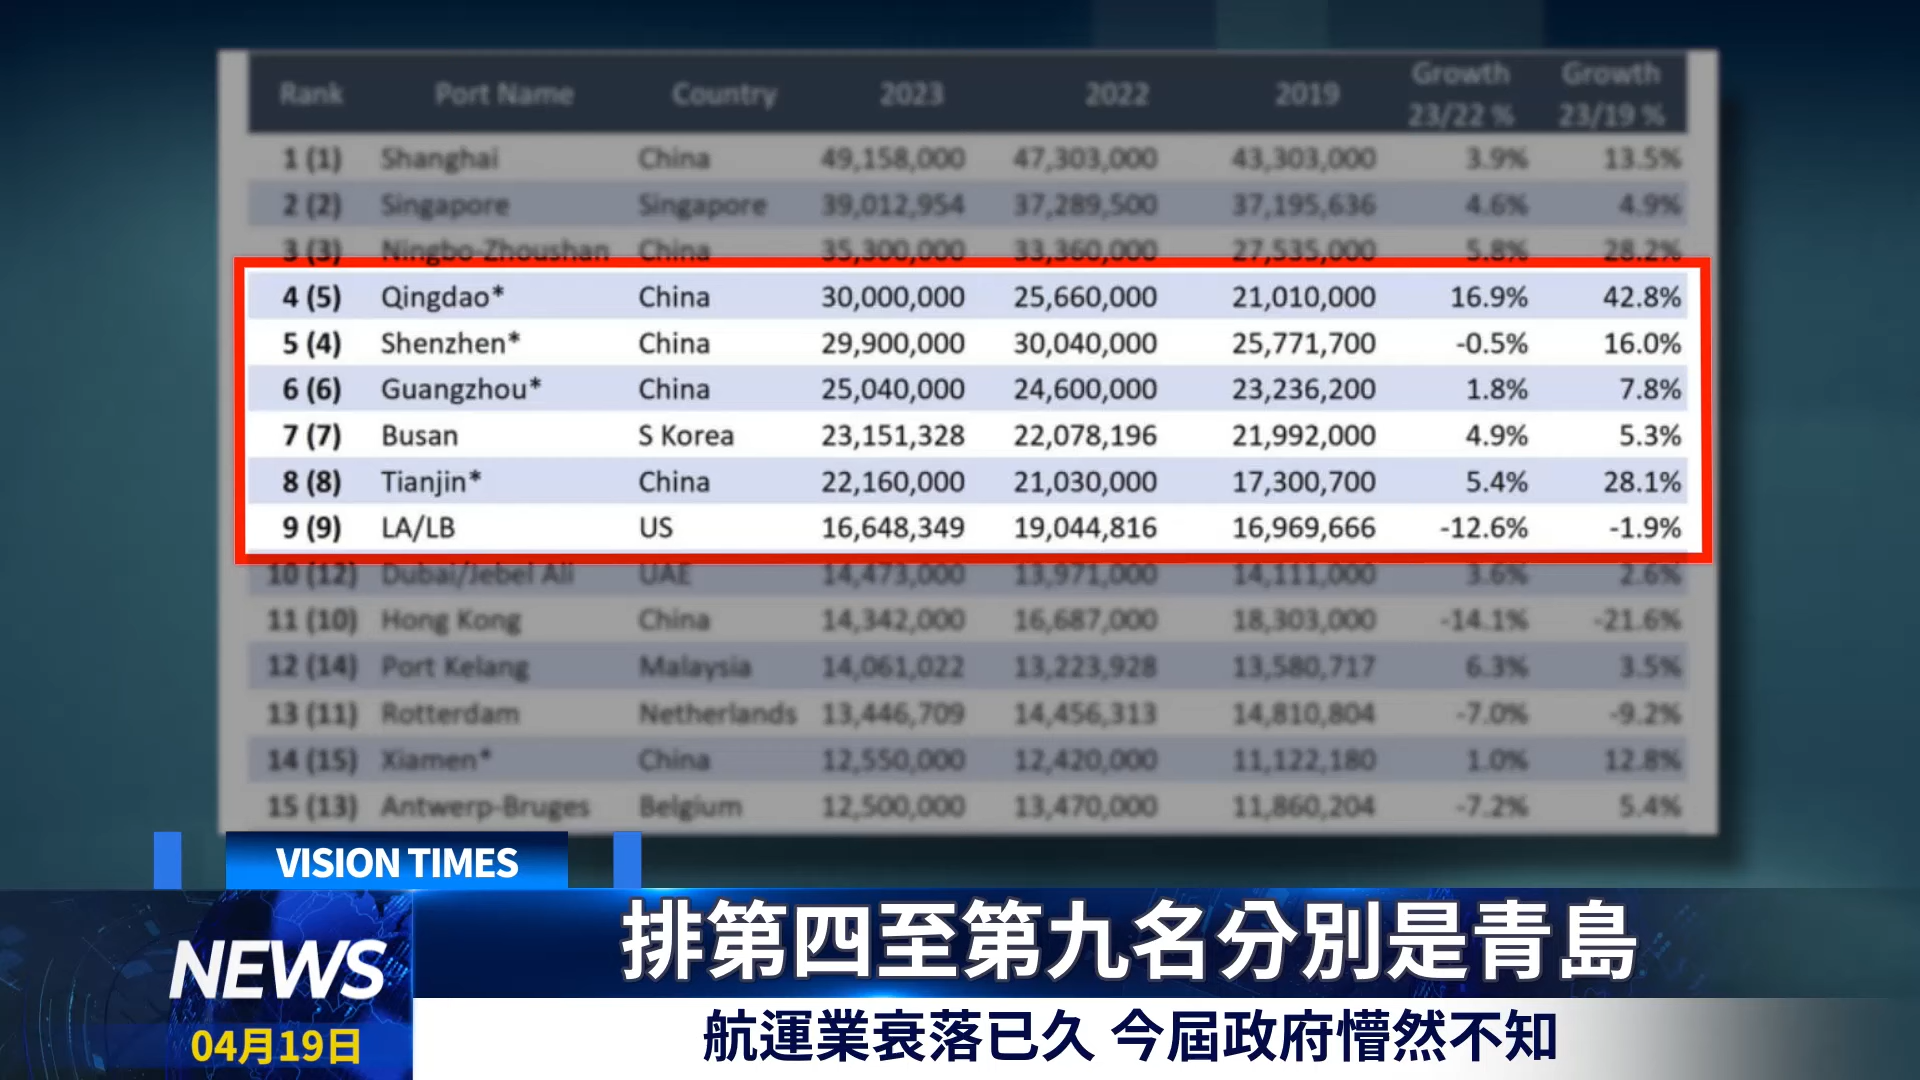 Rank Port Name Country 2023 2022 2019 Growth 23/22 % Growth 23/19 %
1 (1) Shanghai China 49,158,000 47,303,000 43,303,000 3.9% 13.5%
2 (2) Singapore Singapore 39,012,954 37,289,500 37,195,636 4.6% 4.9%
3 (3) Ningbo-Zhoushan China 35,300,000 33,360,000 27,535,000 5.8% 28.2%
4 (5) Qingdao* China 30,000,000 25,660,000 21,010,000 16.9% 42.8%
5 (4) Shenzhen* China 29,900,000 30,040,000 25,771,700 -0.5% 16.0%
6 (6) Guangzhou* China 25,040,000 24,600,000 23,236,200 1.8% 7.8%
7 (7) Busan S Korea 23,151,328 22,078,196 21,992,000 4.9% 5.3%
8 (8) Tianjin* China 22,160,000 21,030,000 17,300,700 5.4% 28.1%
9 (9) LA/LB US 16,648,349 19,044,816 16,969,666 -12.6% -1.9%
10 (12) Dubai/Jebel Ali UAE 14,473,000 13,971,000 14,111,000 3.6% 2.6%
11 (10) Hong Kong China 14,342,000 16,687,000 18,303,000 -14.1% -21.6%
12 (14) Port Kelang Malaysia 14,061,022 13,223,928 13,580,717 6.3% 3.5%
13 (11) Rotterdam Netherlands 13,446,709 14,456,313 14,810,804 -7.0% -9.2%
14 (15) Xiamen* China 12,550,000 12,420,000 11,122,180 1.0% 12.8%
15 (13) Antwerp-Bruges Belgium 12,500,000 13,470,000 11,860,204 -7.2% 5.4%
VISION TIMES
排第四至第九名分別是青島
NEWS
04月19日
航運業衰落已久 今屆政府懵然不知